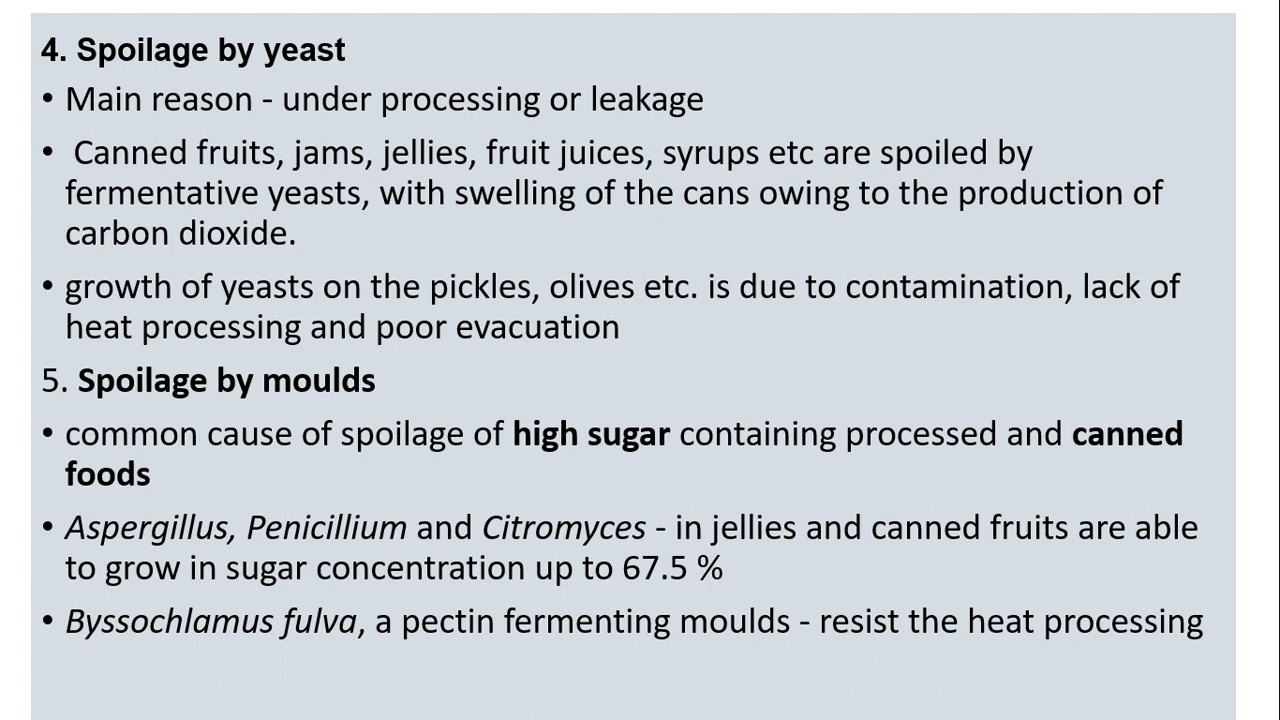 4. Spoilage by yeast
• Main reason - under processing or leakage
• Canned fruits, jams, jellies, fruit juices, syrups etc are spoiled by
fermentative yeasts, with swelling of the cans owing to the production of
carbon dioxide.
• growth of yeasts on the pickles, olives etc. is due to contamination, lack of
heat processing and poor evacuation
5. Spoilage by moulds
• common cause of spoilage of high sugar containing processed and canned
foods
• Aspergillus, Penicillium and Citromyces - in jellies and canned fruits are able
to grow in sugar concentration up to 67.5 %
• Byssochlamus fulva, a pectin fermenting moulds - resist the heat processing